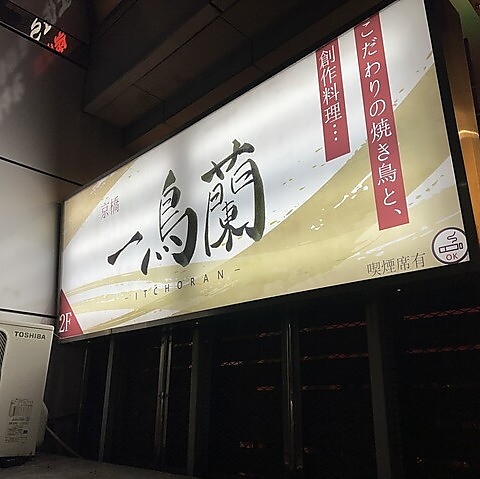 こだわりの焼き鳥と、
創作料理…
京橋
一鳥蘭
-ITCHORAN-
2F
喫煙席有
OK
TOSHIBA